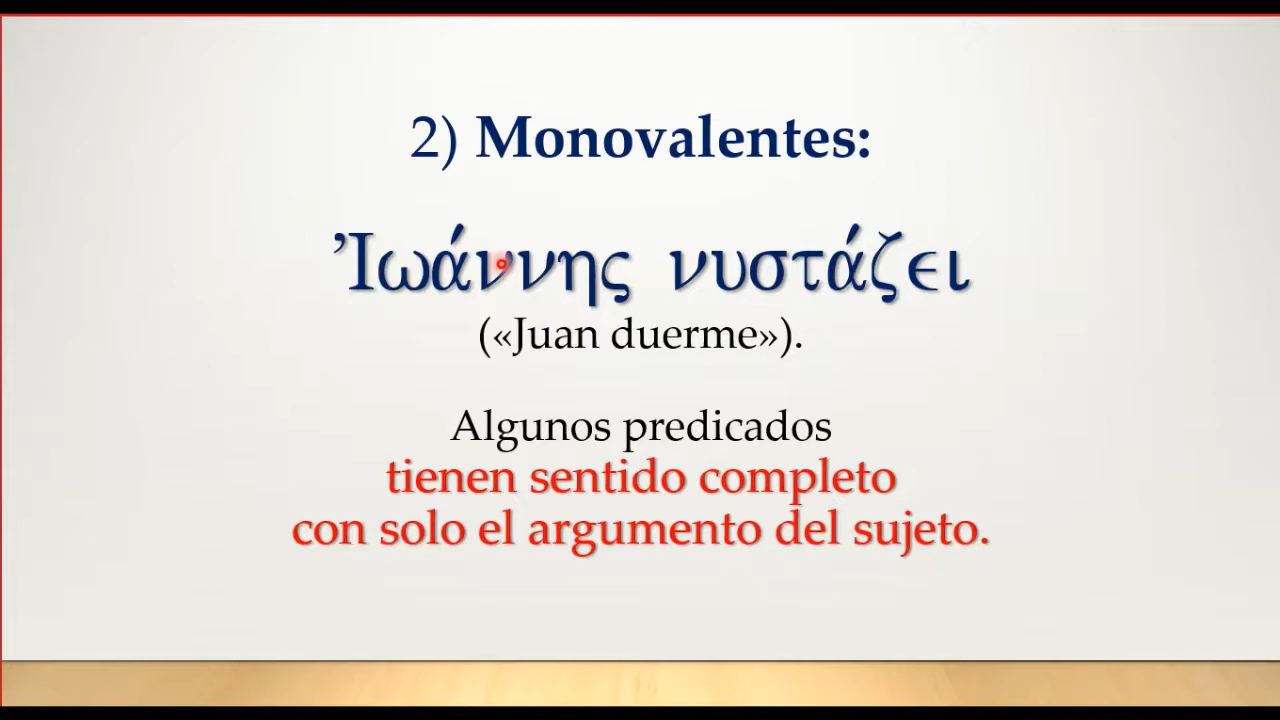 2) Monovalentes:
Ἰωάννης νυστάζει
(«Juan duerme»).
Algunos predicados
tienen sentido completo
con solo el argumento del sujeto.